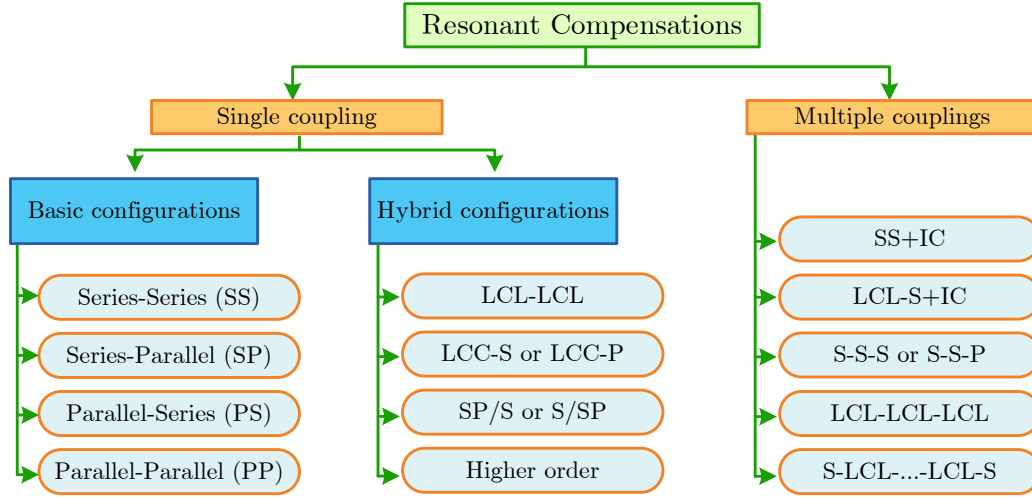 Resonant Compensations
Single coupling
Multiple couplings
Basic configurations
Hybrid configurations
Series-Series (SS)
Series-Parallel (SP)
Parallel-Series (PS)
Parallel-Parallel (PP)
LCL-LCL
LCC-S or LCC-P
SP/S or S/SP
Higher order
SS+IC
LCL-S+IC
S-S-S or S-S-P
LCL-LCL-LCL
S-LCL-...-LCL-S